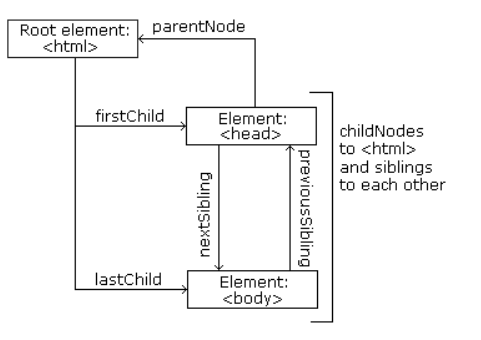 Root element:
<html>
parentNode
firstChild
Element:
<head>
childNodes
to <html>
and siblings
to each other
nextSibling
previousSibling
lastChild
Element:
<body>